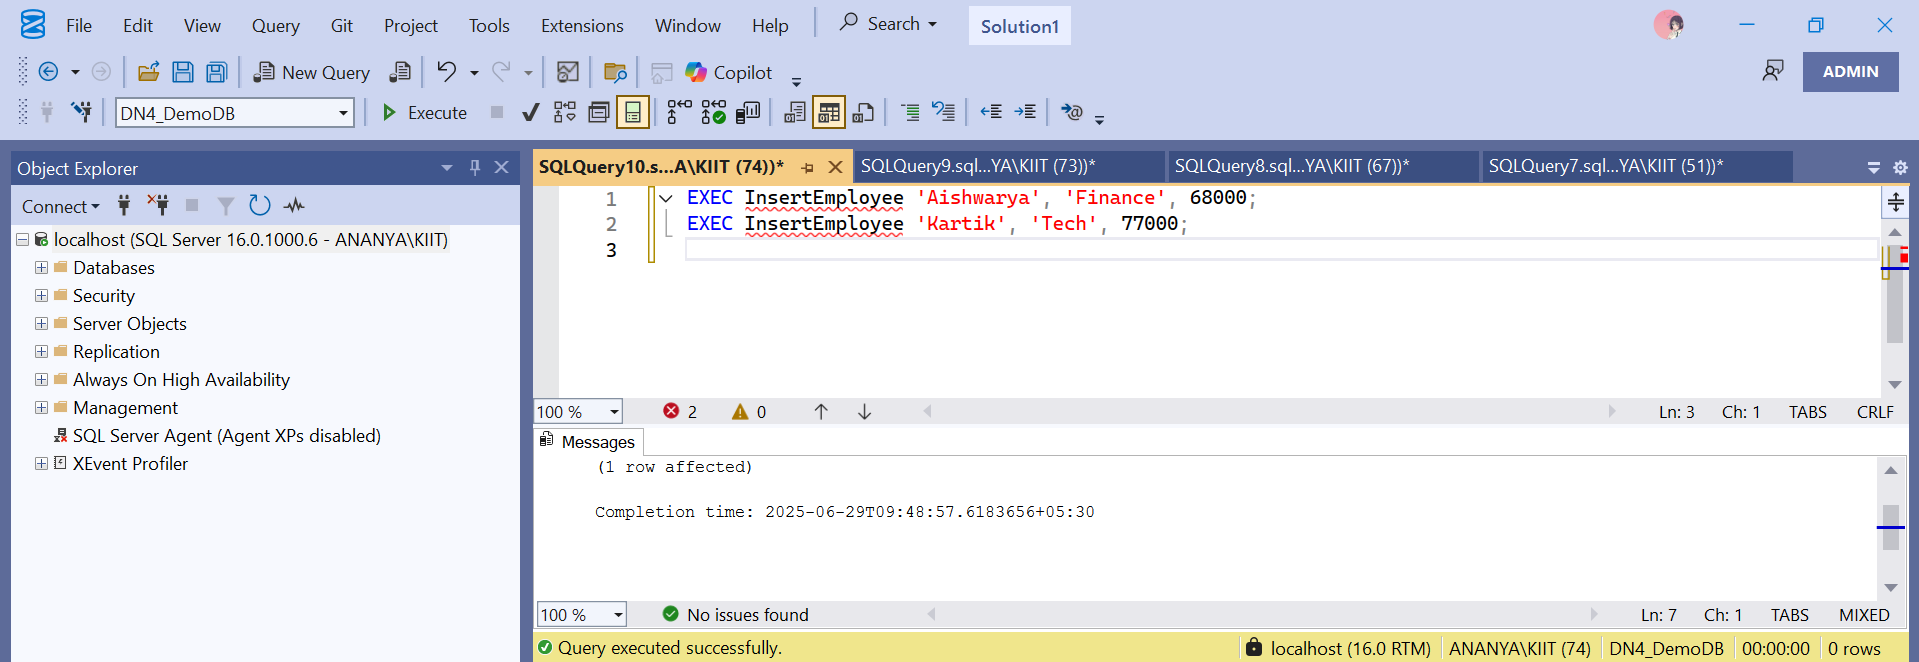 File Edit View Query Git Project Tools Extensions Window Help Search Solution1
New Query Copilot ADMIN
DN4_DemoDB Execute
Object Explorer
Connect
localhost (SQL Server 16.0.1000.6 - ANANYA\KIIT)
Databases
Security
Server Objects
Replication
Always On High Availability
Management
SQL Server Agent (Agent XPs disabled)
XEvent Profiler
SQLQuery10.s...A\KIIT (74))* SQLQuery9.sql...YA\KIIT (73))* SQLQuery8.sql...YA\KIIT (67))* SQLQuery7.sql...YA\KIIT (51))*
1 EXEC InsertEmployee 'Aishwarya', 'Finance', 68000;
2 EXEC InsertEmployee 'Kartik', 'Tech', 77000;
3
100 % 2 0 Ln: 3 Ch: 1 TABS CRLF
Messages
(1 row affected)
Completion time: 2025-06-29T09:48:57.6183656+05:30
100 % No issues found Ln: 7 Ch: 1 TABS MIXED
Query executed successfully. localhost (16.0 RTM) ANANYA\KIIT (74) DN4_DemoDB 00:00:00 0 rows